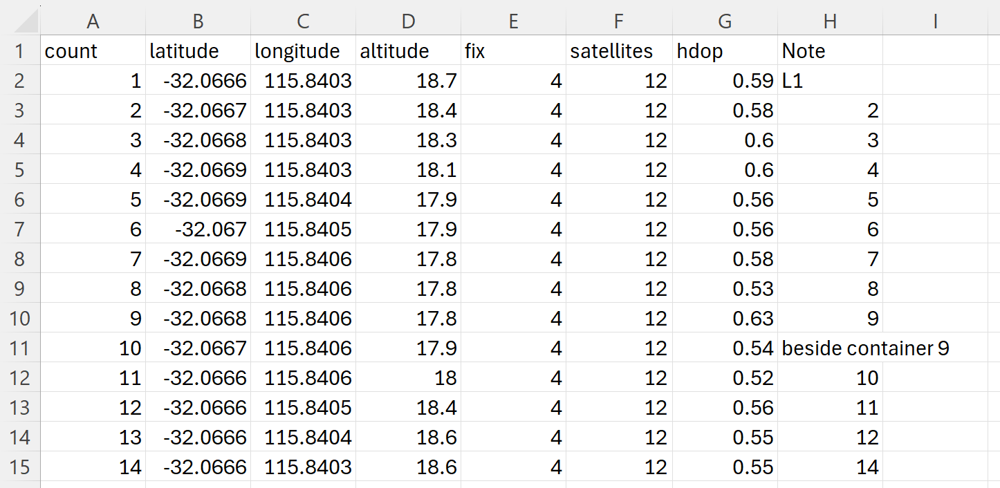 A B C D E F G H I
1 count latitude longitude altitude fix satellites hdop Note
2 1 -32.0666 115.8403 18.7 4 12 0.59 L1
3 2 -32.0667 115.8403 18.4 4 12 0.58 2
4 3 -32.0668 115.8403 18.3 4 12 0.6 3
5 4 -32.0669 115.8403 18.1 4 12 0.6 4
6 5 -32.0669 115.8404 17.9 4 12 0.56 5
7 6 -32.067 115.8405 17.9 4 12 0.56 6
8 7 -32.0669 115.8406 17.8 4 12 0.58 7
9 8 -32.0668 115.8406 17.8 4 12 0.53 8
10 9 -32.0668 115.8406 17.8 4 12 0.63 9
11 10 -32.0667 115.8406 17.9 4 12 0.54 beside container 9
12 11 -32.0666 115.8406 18 4 12 0.52 10
13 12 -32.0666 115.8405 18.4 4 12 0.56 11
14 13 -32.0666 115.8404 18.6 4 12 0.55 12
15 14 -32.0666 115.8403 18.6 4 12 0.55 14